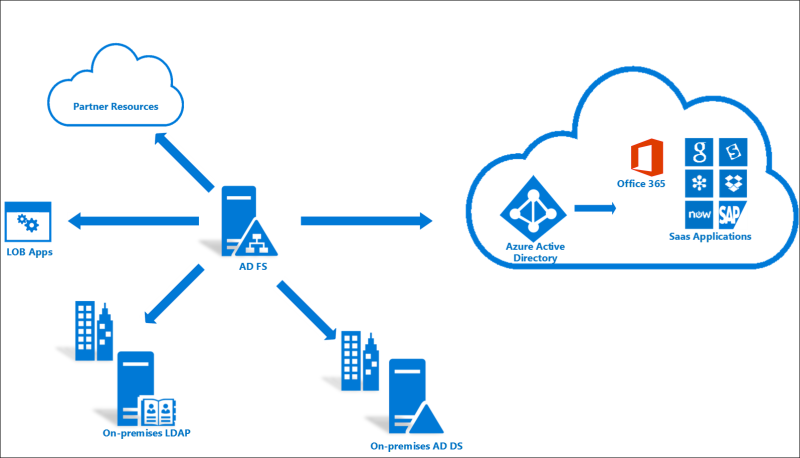 Partner Resources
Office 365
g
now
SAP
Saas Applications
Azure Active
Directory
LOB Apps
AD FS
On-premises LDAP
On-premises AD DS